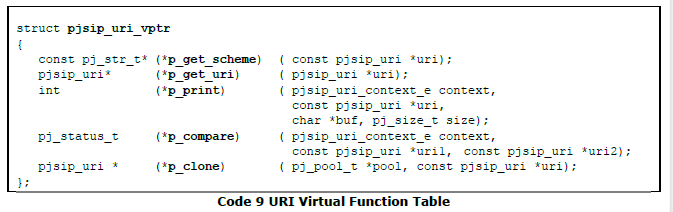 struct pjsip_uri_vptr
{
const pj_str_t* (*p_get_scheme) ( const pjsip_uri *uri);
pjsip_uri* (*p_get_uri) ( pjsip_uri *uri);
int (*p_print) ( pjsip_uri_context_e context,
const pjsip_uri *uri,
char *buf, pj_size_t size);
pj_status_t (*p_compare) ( pjsip_uri_context_e context,
const pjsip_uri *uri1, const pjsip_uri *uri2);
pjsip_uri * (*p_clone) ( pj_pool_t *pool, const pjsip_uri *uri);
};
Code 9 URI Virtual Function Table